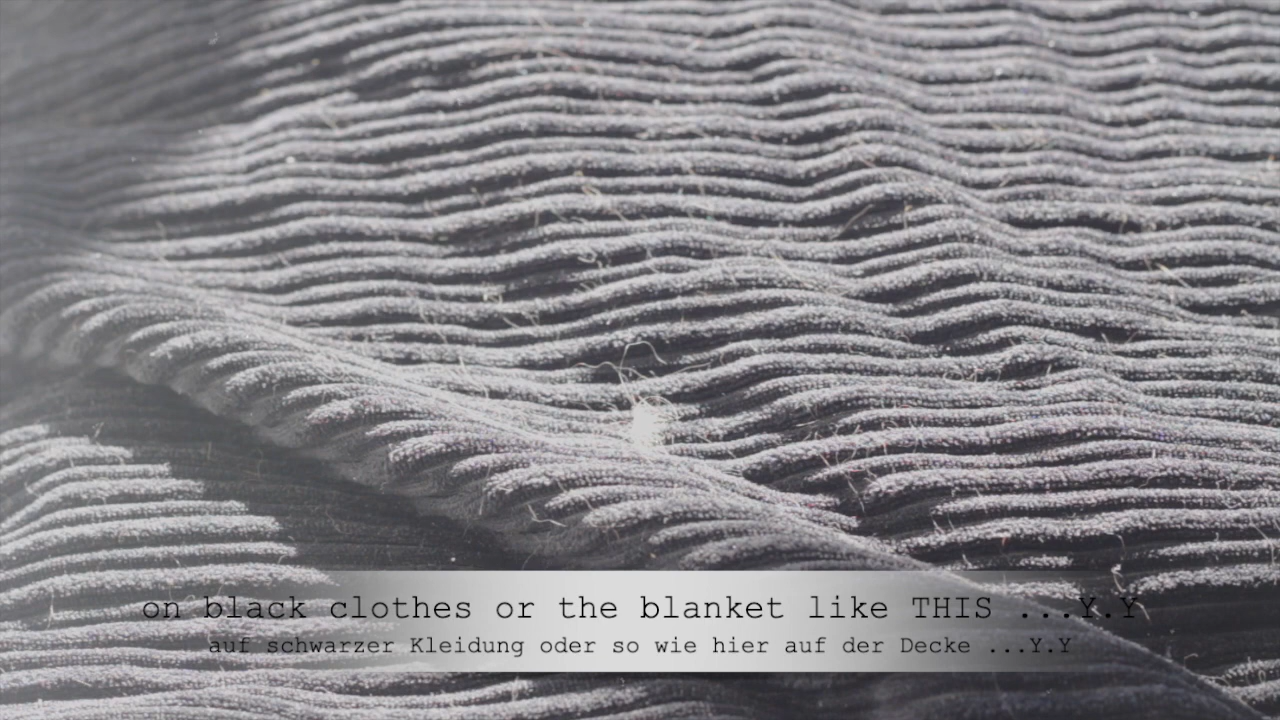 on black clothes or the blanket like THIS ...Y.Y
auf schwarzer Kleidung oder so wie hier auf der Decke ...Y.Y